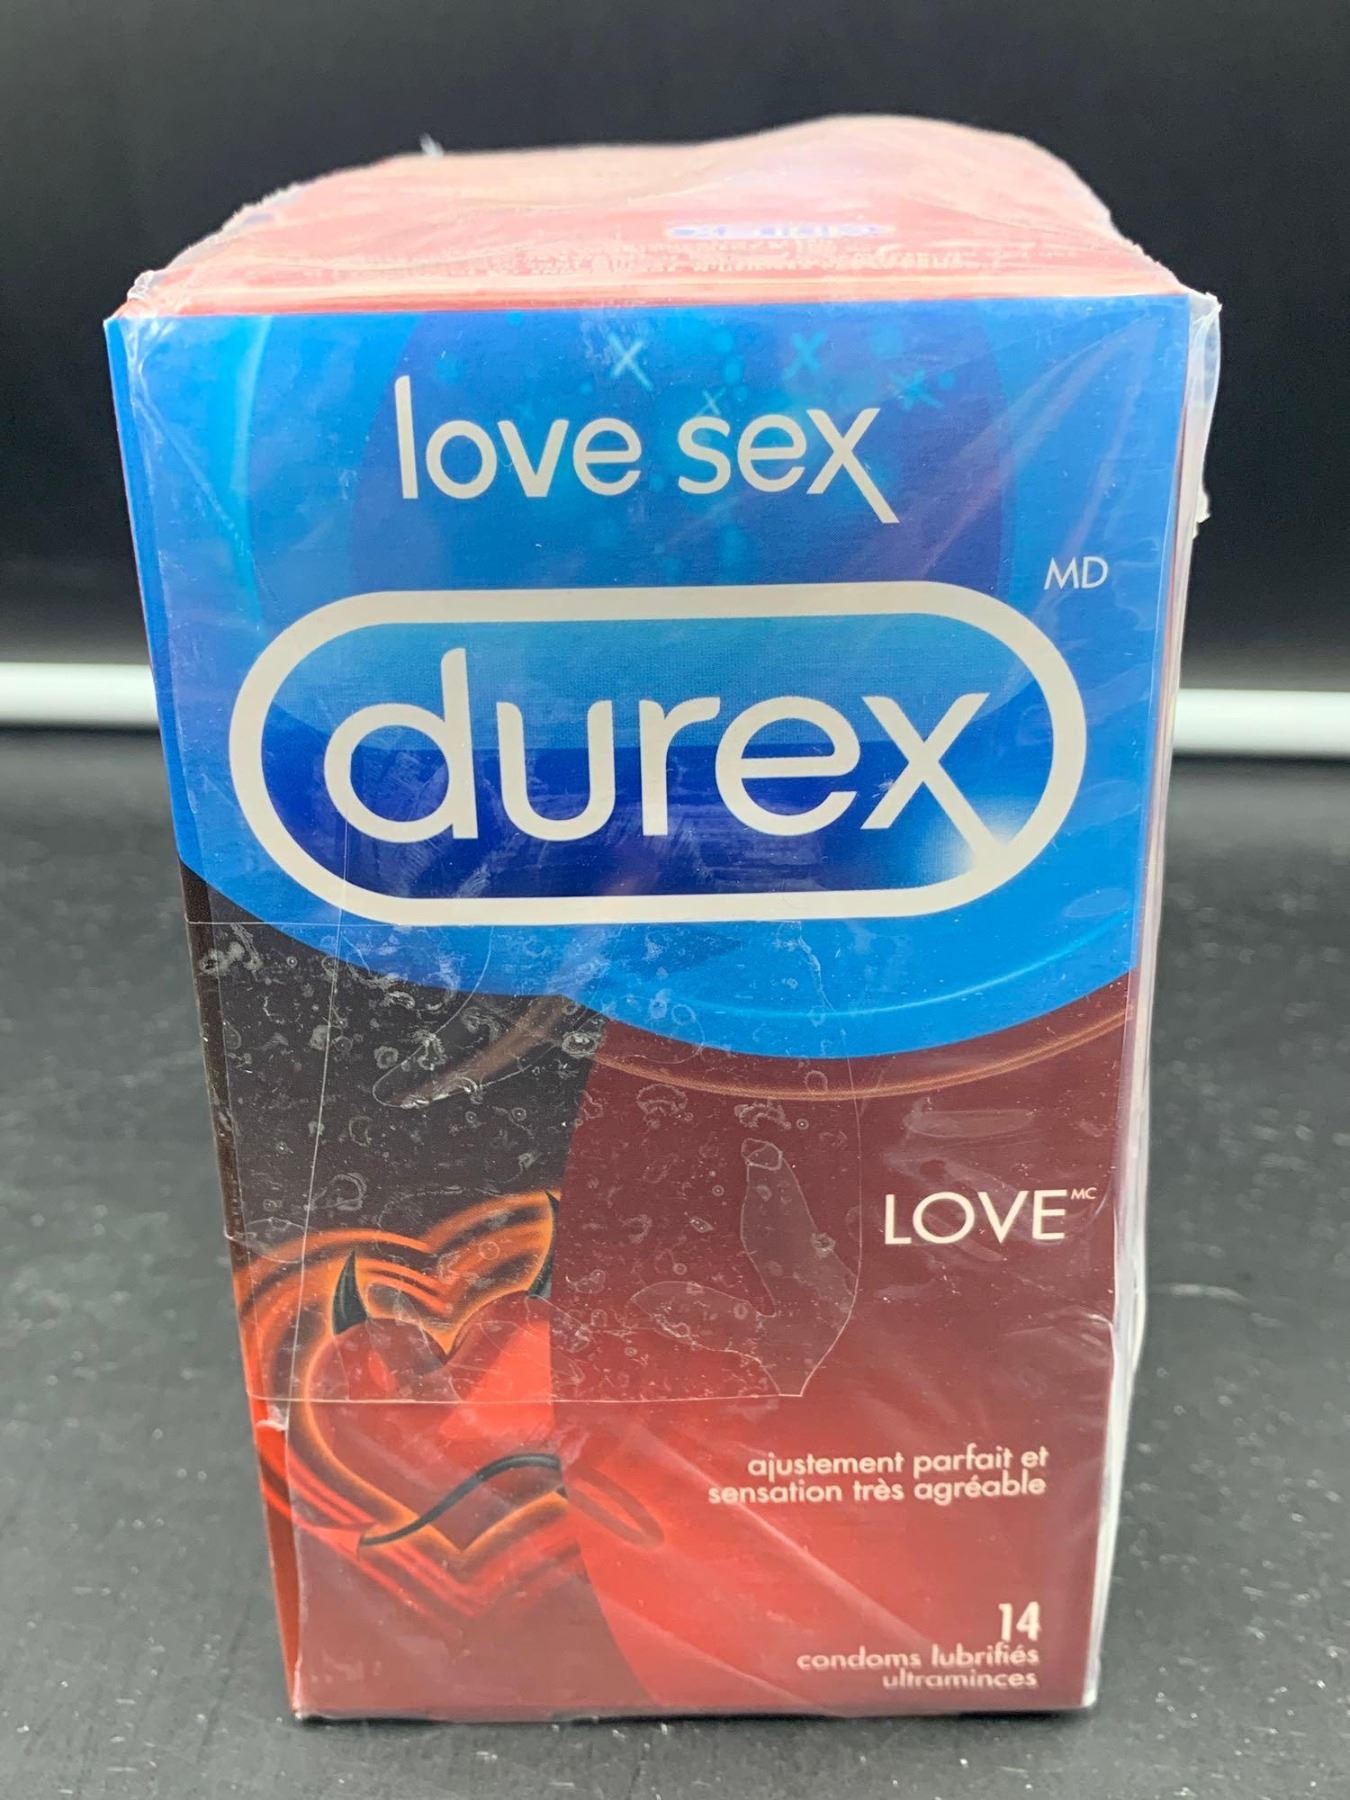 love sex
MD
durex
LOVE MC
ajustement parfait et
sensation très agréable
14
condoms lubrifiés
ultraminces